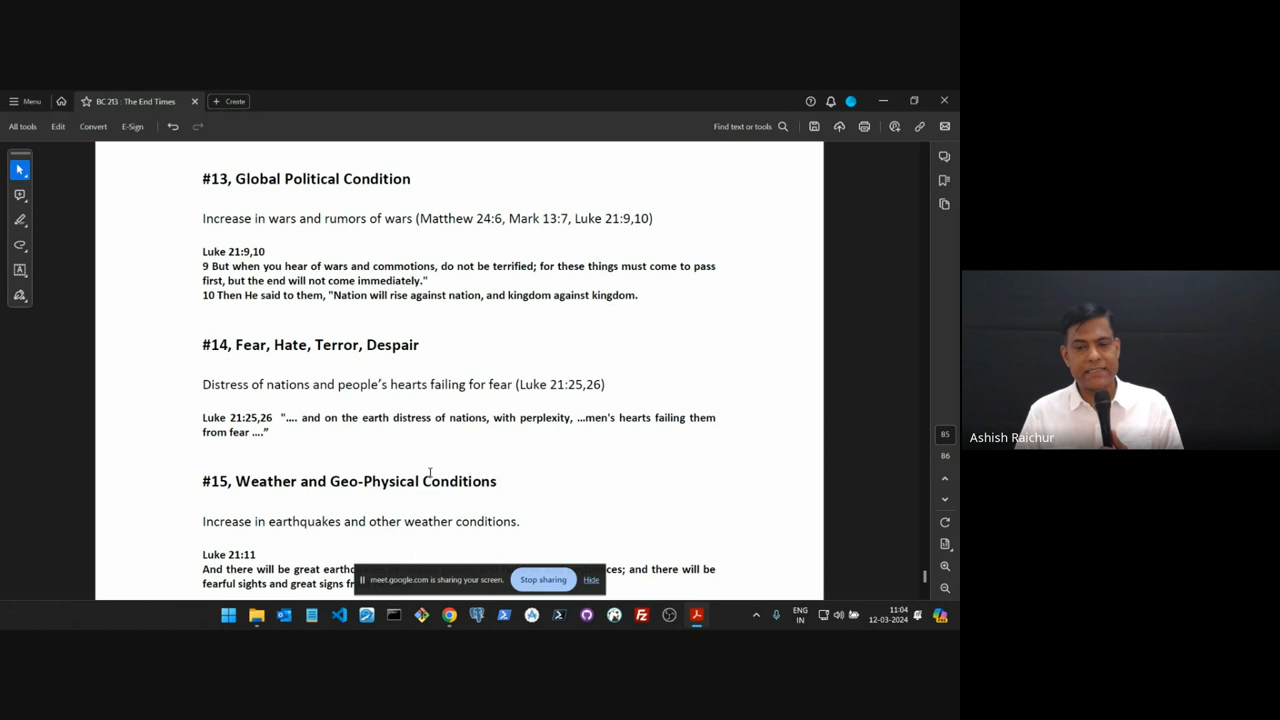 Menu
BC 213 : The End Times
Create
All tools
Edit
Convert
E-Sign
Find text or tools
#13, Global Political Condition
Increase in wars and rumors of wars (Matthew 24:6, Mark 13:7, Luke 21:9,10)
Luke 21:9,10
9 But when you hear of wars and commotions, do not be terrified; for these things must come to pass
first, but the end will not come immediately."
10 Then He said to them, "Nation will rise against nation, and kingdom against kingdom.
#14, Fear, Hate, Terror, Despair
Distress of nations and people's hearts failing for fear (Luke 21:25,26)
Luke 21:25,26 ".... and on the earth distress of nations, with perplexity, ...men's hearts failing them
from fear ...."
#15, Weather and Geo-Physical Conditions
Increase in earthquakes and other weather conditions.
Luke 21:11
And there will be great and there will be
fearful sights and great signs
meet.google.com is sharing your screen.
Stop sharing
Hide
85
86
Ashish Raichur
ENG
IN
11:04
12-03-2024